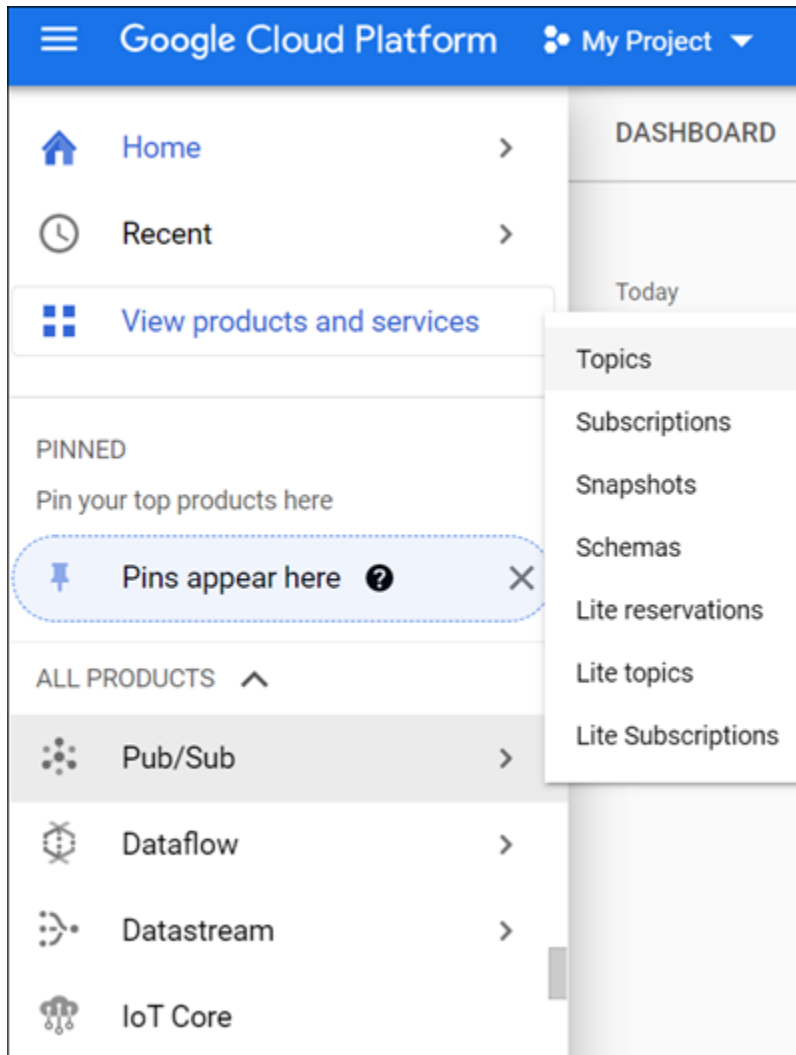 Google Cloud Platform
My Project
Home
Recent
View products and services
PINNED
Pin your top products here
Pins appear here ?
ALL PRODUCTS
Pub/Sub
Dataflow
Datastream
IoT Core
DASHBOARD
Today
Topics
Subscriptions
Snapshots
Schemas
Lite reservations
Lite topics
Lite Subscriptions